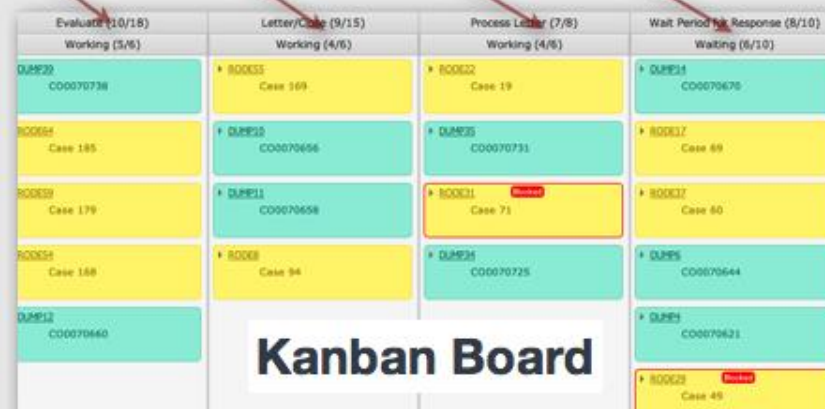 Evaluate (10/18)
Working (5/6)
DUMP39
CO0070738
RODE64
Case 185
RODE59
Case 179
RODE54
Case 168
DUMP12
CO0070660
Letter/Close (9/15)
Working (4/6)
RODE55
Case 169
DUMP10
CO0070656
DUMP11
CO0070658
RODE8
Case 94
Process Letter (7/8)
Working (4/6)
RODE22
Case 19
DUMP35
CO0070731
RODE31 Blocked
Case 71
DUMP34
CO0070725
Wait Period for Response (8/10)
Waiting (6/10)
DUMP14
CO0070670
RODE17
Case 69
RODE37
Case 60
DUMP6
CO0070644
DUMP4
CO0070621
RODE29 Blocked
Case 49
Kanban Board